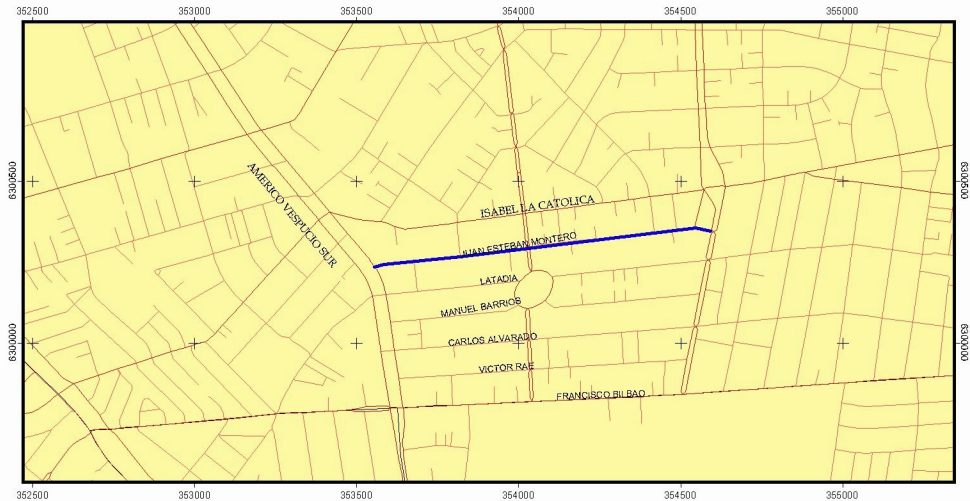 352500 353000 353500 354000 354500 355000
6300500 6300500
AMERICO VESPUCIO SUR
ISABEL LA CATOLICA
JUAN ESTEBAN MONTERO
LATADIA
MANUEL BARRIOS
CARLOS ALVARADO
6300000 6300000
VICTOR RAE
FRANCISCO BILBAO
352500 353000 353500 354000 354500 355000